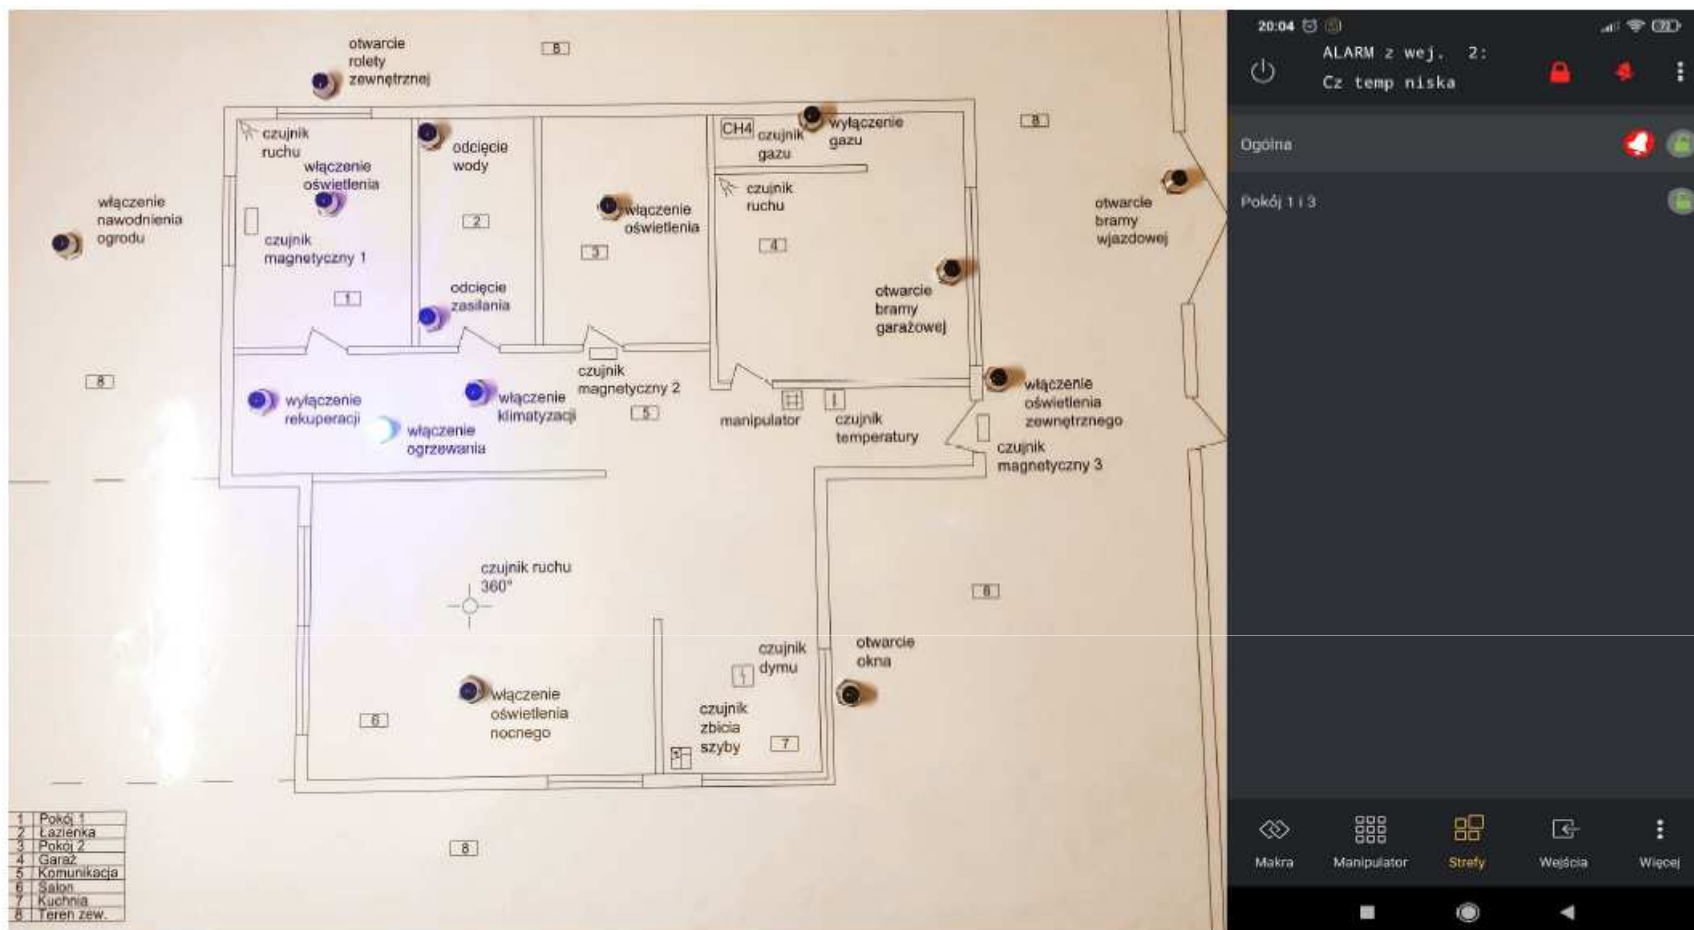 otwarcie
rolety
zewnętrznej
8
czujnik
ruchu
włączenie
oświetlenia
odcięcie
wody
CH4
czujnik
gazu
wyłączenie
gazu
8
czujnik
ruchu
włączenie
nawodnienia
ogrodu
czujnik
magnetyczny 1
2
włączenie
oświetlenia
3
4
otwarcie
bramy
wjazdowej
1
odcięcie
zasilania
otwarcie
bramy
garażowej
8
czujnik
magnetyczny 2
wyłączenie
rekuperacji
włączenie
klimatyzacji
5
włączenie
ogrzewania
manipulator
czujnik
temperatury
włączenie
oświetlenia
zewnętrznego
czujnik
magnetyczny 3
czujnik ruchu
360°
8
czujnik
dymu
otwarcie
okna
włączenie
oświetlenia
nocnego
6
czujnik
zbicia
szyby
7
8
1 Pokój 1
2 Łazienka
3 Pokój 2
4 Garaż
5 Komunikacja
6 Salon
7 Kuchnia
8 Teren zew.
20:04
ALARM z wej. 2:
Cz temp niska
Ogólna
Pokój 1 i 3
Makra
Manipulator
Strefy
Wejścia
Więcej